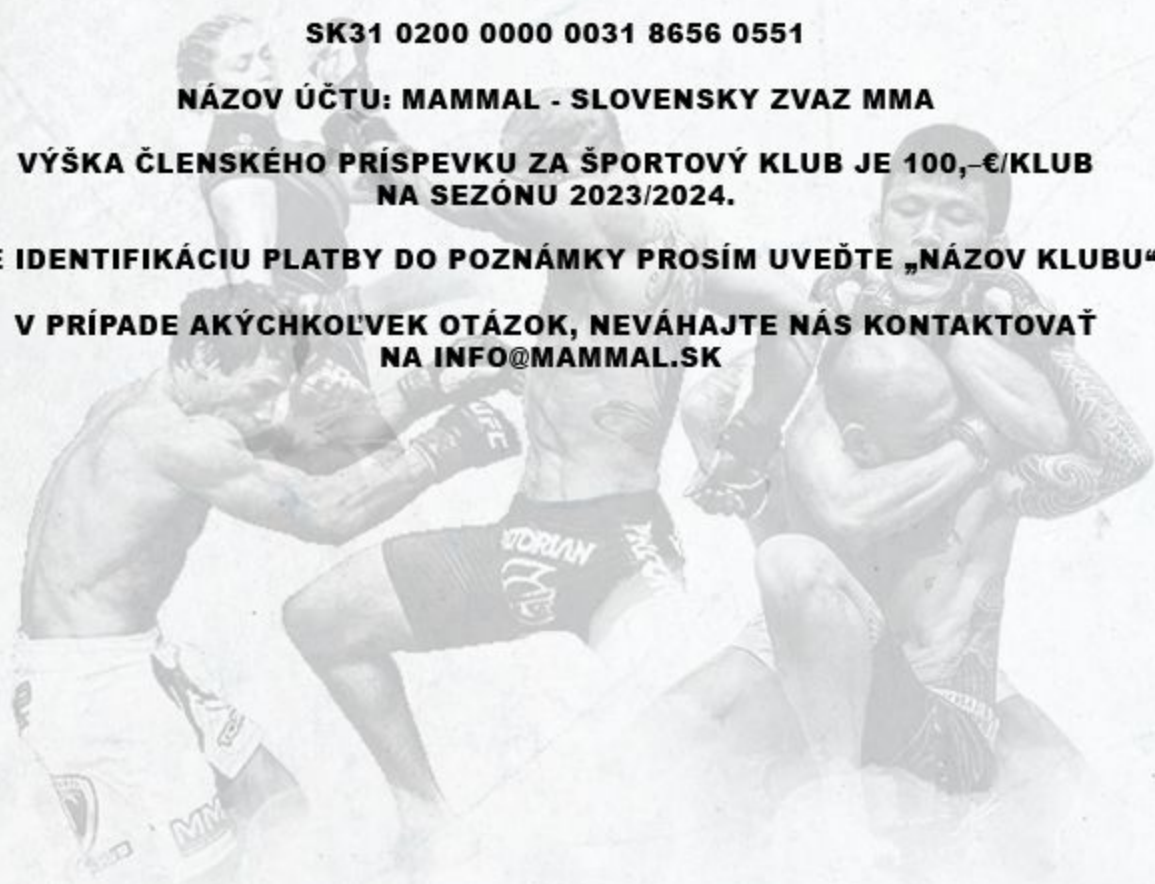 SK31 0200 0000 0031 8656 0551
NÁZOV ÚČTU: MAMMAL - SLOVENSKY ZVAZ MMA
VÝŠKA ČLENSKÉHO PRÍSPEVKU ZA ŠPORTOVÝ KLUB JE 100,–€/KLUB
NA SEZÓNU 2023/2024.
E IDENTIFIKÁCIU PLATBY DO POZNÁMKY PROSÍM UVEĎTE „NÁZOV KLUBU“
V PRÍPADE AKÝCHKOĽVEK OTÁZOK, NEVÁHAJTE NÁS KONTAKTOVAŤ
NA INFO@MAMMAL.SK
UFC